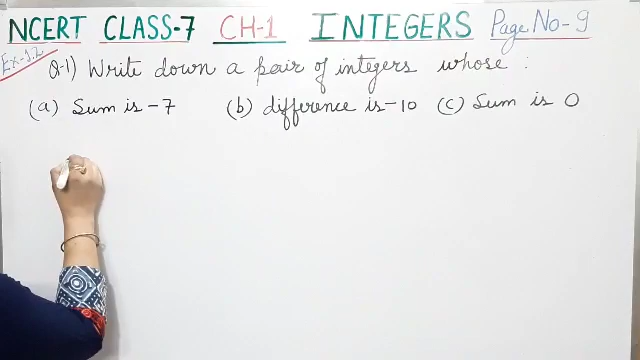 NCERT CLASS-7 CH-1 INTEGERS Page No-9
Ex-1.2
Q-1) Write down a pair of integers whose :
(a) Sum is -7 (b) difference is -10 (c) Sum is 0